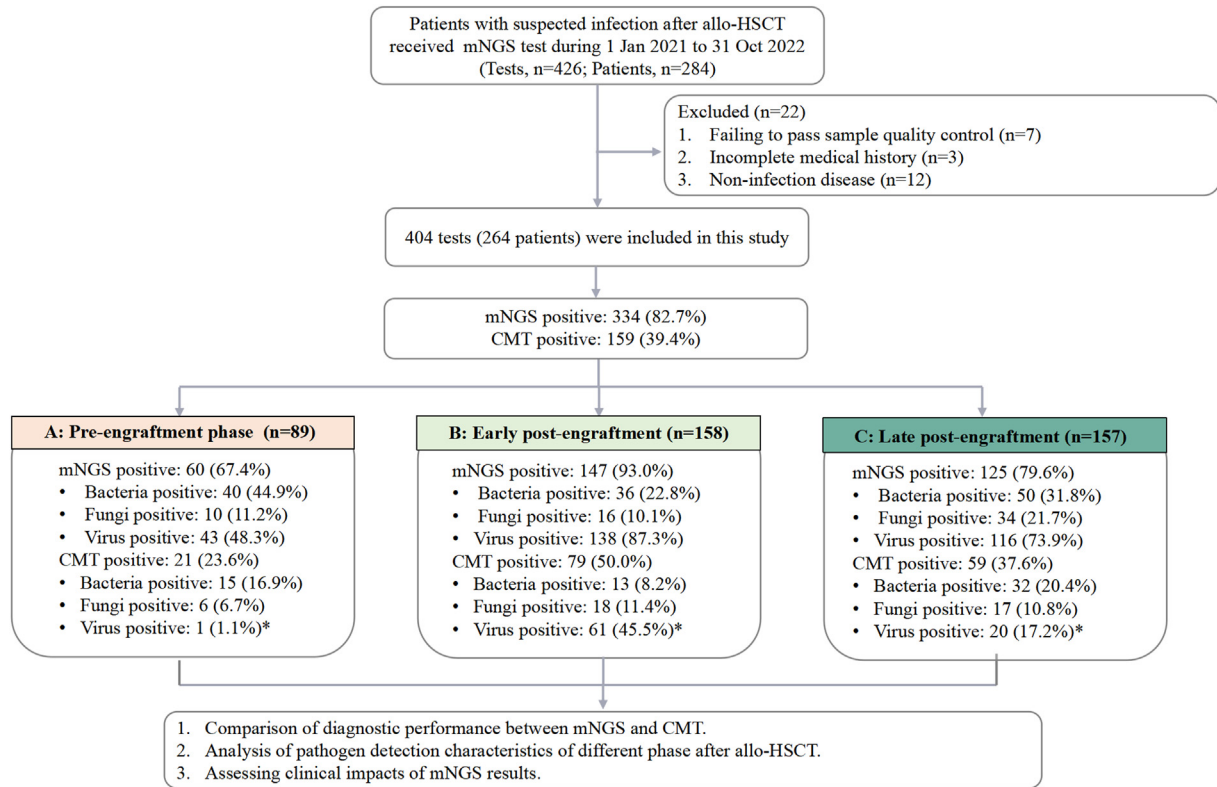 Patients with suspected infection after allo-HSCT
received mNGS test during 1 Jan 2021 to 31 Oct 2022
(Tests, n=426; Patients, n=284)
Excluded (n=22)
1. Failing to pass sample quality control (n=7)
2. Incomplete medical history (n=3)
3. Non-infection disease (n=12)
404 tests (264 patients) were included in this study
mNGS positive: 334 (82.7%)
CMT positive: 159 (39.4%)
A: Pre-engraftment phase (n=89)
mNGS positive: 60 (67.4%)
• Bacteria positive: 40 (44.9%)
• Fungi positive: 10 (11.2%)
• Virus positive: 43 (48.3%)
CMT positive: 21 (23.6%)
• Bacteria positive: 15 (16.9%)
• Fungi positive: 6 (6.7%)
• Virus positive: 1 (1.1%)*
B: Early post-engraftment (n=158)
mNGS positive: 147 (93.0%)
• Bacteria positive: 36 (22.8%)
• Fungi positive: 16 (10.1%)
• Virus positive: 138 (87.3%)
CMT positive: 79 (50.0%)
• Bacteria positive: 13 (8.2%)
• Fungi positive: 18 (11.4%)
• Virus positive: 61 (45.5%)*
C: Late post-engraftment (n=157)
mNGS positive: 125 (79.6%)
• Bacteria positive: 50 (31.8%)
• Fungi positive: 34 (21.7%)
• Virus positive: 116 (73.9%)
CMT positive: 59 (37.6%)
• Bacteria positive: 32 (20.4%)
• Fungi positive: 17 (10.8%)
• Virus positive: 20 (17.2%)*
1. Comparison of diagnostic performance between mNGS and CMT.
2. Analysis of pathogen detection characteristics of different phase after allo-HSCT.
3. Assessing clinical impacts of mNGS results.